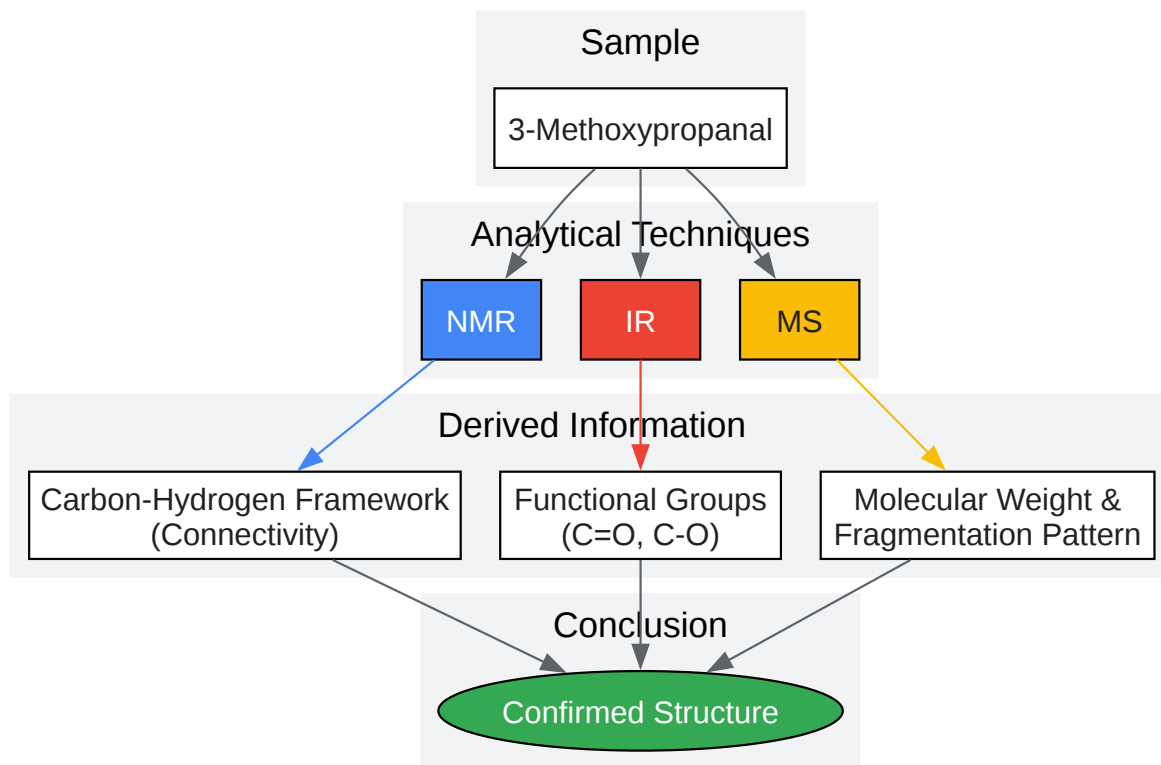 Sample
3-Methoxypropanal
Analytical Techniques
NMR
IR
MS
Derived Information
Carbon-Hydrogen Framework
(Connectivity)
Functional Groups
(C=O, C-O)
Molecular Weight &
Fragmentation Pattern
Conclusion
Confirmed Structure